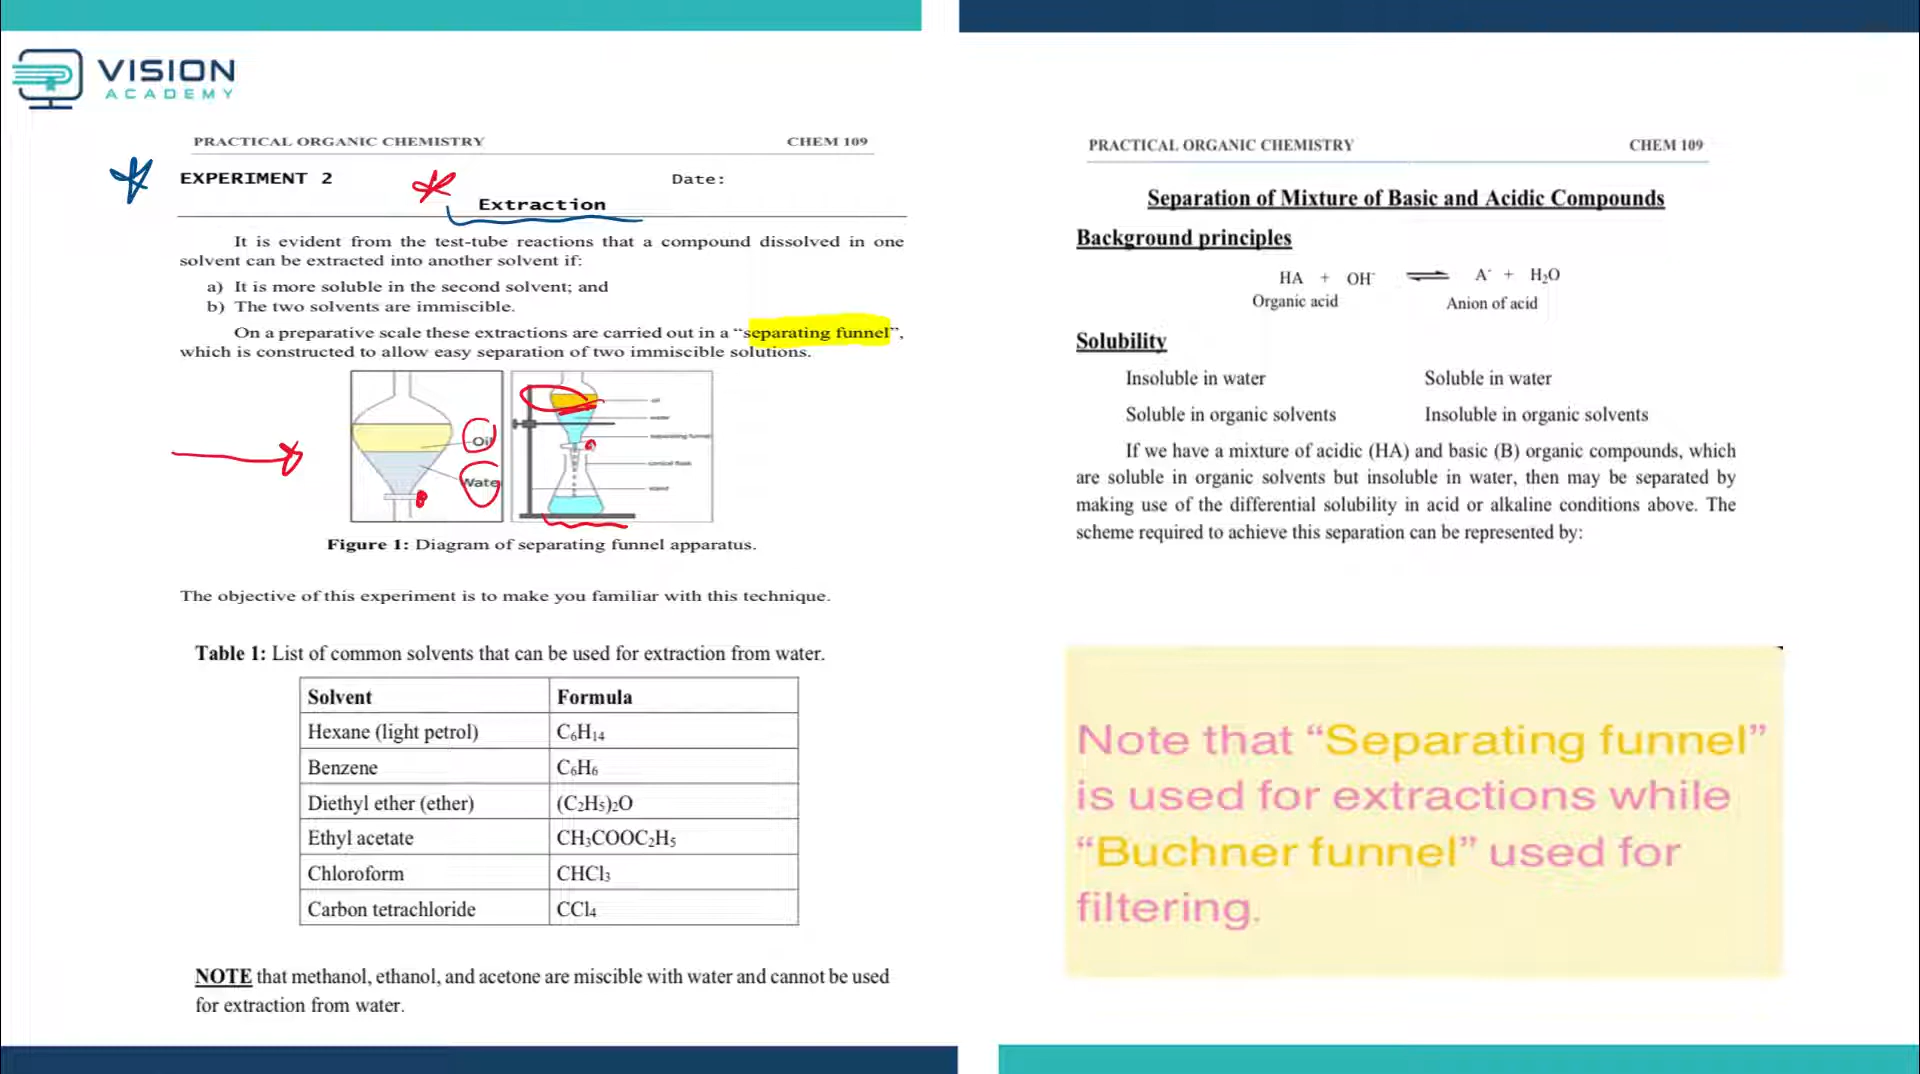 VISION
ACADEMY
PRACTICAL ORGANIC CHEMISTRY CHEM 109
EXPERIMENT 2 Date:
Extraction
It is evident from the test-tube reactions that a compound dissolved in one
solvent can be extracted into another solvent if:
a) It is more soluble in the second solvent; and
b) The two solvents are immiscible.
On a preparative scale these extractions are carried out in a “separating funnel”,
which is constructed to allow easy separation of two immiscible solutions.
Oil
Wate
oil
water
separating funnel
conical flask
stand
Figure 1: Diagram of separating funnel apparatus.
The objective of this experiment is to make you familiar with this technique.
Table 1: List of common solvents that can be used for extraction from water.
Solvent Formula
Hexane (light petrol) C₆H₁₄
Benzene C₆H₆
Diethyl ether (ether) (C₂H₅)₂O
Ethyl acetate CH₃COOC₂H₅
Chloroform CHCl₃
Carbon tetrachloride CCl₄
NOTE that methanol, ethanol, and acetone are miscible with water and cannot be used
for extraction from water.
PRACTICAL ORGANIC CHEMISTRY CHEM 109
Separation of Mixture of Basic and Acidic Compounds
Background principles
HA + OH⁻ ⇌ A⁻ + H₂O
Organic acid Anion of acid
Solubility
Insoluble in water Soluble in water
Soluble in organic solvents Insoluble in organic solvents
If we have a mixture of acidic (HA) and basic (B) organic compounds, which
are soluble in organic solvents but insoluble in water, then may be separated by
making use of the differential solubility in acid or alkaline conditions above. The
scheme required to achieve this separation can be represented by:
Note that “Separating funnel”
is used for extractions while
“Buchner funnel” used for
filtering.